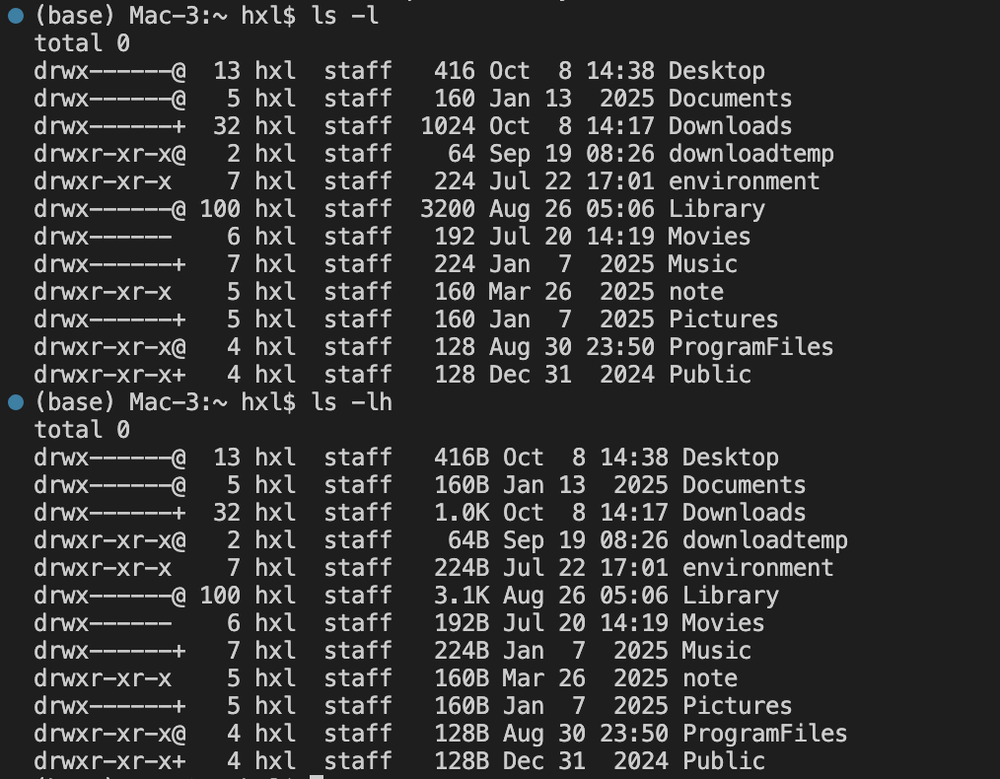 (base) Mac-3:~ hxl$ ls -l
total 0
drwx------@  13 hxl  staff   416 Oct  8 14:38 Desktop
drwx------@   5 hxl  staff   160 Jan 13  2025 Documents
drwx------+  32 hxl  staff  1024 Oct  8 14:17 Downloads
drwxr-xr-x@   2 hxl  staff    64 Sep 19 08:26 downloadtemp
drwxr-xr-x    7 hxl  staff   224 Jul 22 17:01 environment
drwx------@ 100 hxl  staff  3200 Aug 26 05:06 Library
drwx------    6 hxl  staff   192 Jul 20 14:19 Movies
drwx------+   7 hxl  staff   224 Jan  7  2025 Music
drwxr-xr-x    5 hxl  staff   160 Mar 26  2025 note
drwx------+   5 hxl  staff   160 Jan  7  2025 Pictures
drwxr-xr-x@   4 hxl  staff   128 Aug 30 23:50 ProgramFiles
drwxr-xr-x+   4 hxl  staff   128 Dec 31  2024 Public
(base) Mac-3:~ hxl$ ls -lh
total 0
drwx------@  13 hxl  staff   416B Oct  8 14:38 Desktop
drwx------@   5 hxl  staff   160B Jan 13  2025 Documents
drwx------+  32 hxl  staff   1.0K Oct  8 14:17 Downloads
drwxr-xr-x@   2 hxl  staff    64B Sep 19 08:26 downloadtemp
drwxr-xr-x    7 hxl  staff   224B Jul 22 17:01 environment
drwx------@ 100 hxl  staff   3.1K Aug 26 05:06 Library
drwx------    6 hxl  staff   192B Jul 20 14:19 Movies
drwx------+   7 hxl  staff   224B Jan  7  2025 Music
drwxr-xr-x    5 hxl  staff   160B Mar 26  2025 note
drwx------+   5 hxl  staff   160B Jan  7  2025 Pictures
drwxr-xr-x@   4 hxl  staff   128B Aug 30 23:50 ProgramFiles
drwxr-xr-x+   4 hxl  staff   128B Dec 31  2024 Public